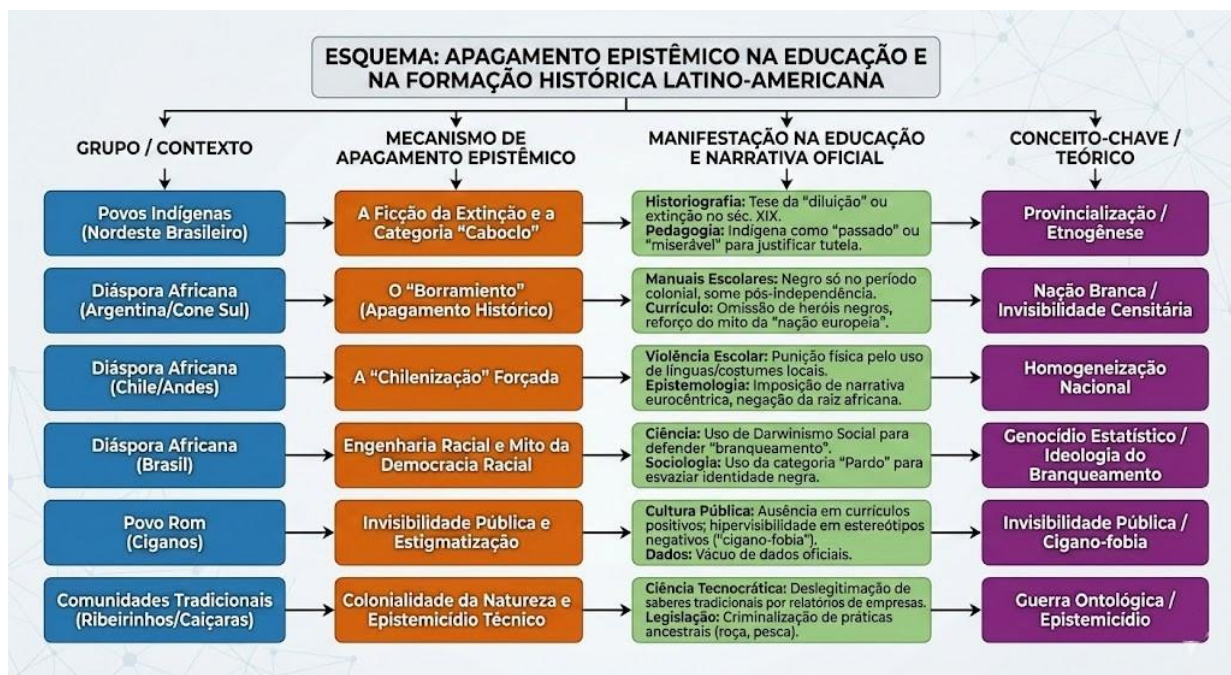 ESQUEMA: APAGAMENTO EPISTÊMICO NA EDUCAÇÃO E
NA FORMAÇÃO HISTÓRICA LATINO-AMERICANA
GRUPO / CONTEXTO
MECANISMO DE
APAGAMENTO EPISTÊMICO
MANIFESTAÇÃO NA EDUCAÇÃO
E NARRATIVA OFICIAL
CONCEITO-CHAVE /
TEÓRICO
Povos Indígenas
(Nordeste Brasileiro)
A Ficção da Extinção e a
Categoria “Caboclo”
Historiografia: Tese da “diluição” ou
extinção no séc. XIX.
Pedagogia: Indígena como “passado” ou
“miserável” para justificar tutela.
Provincialização /
Etnogênese
Diáspora Africana
(Argentina/Cone Sul)
O “Borramiento”
(Apagamento Histórico)
Manuais Escolares: Negro só no período
colonial, some pós-independência.
Currículo: Omissão de heróis negros,
reforço do mito da “nação europeia”.
Nação Branca /
Invisibilidade Censitária
Diáspora Africana
(Chile/Andes)
A “Chilenização” Forçada
Violência Escolar: Punição física pelo uso
de línguas/costumes locais.
Epistemologia: Imposição de narrativa
eurocêntrica, negação da raiz africana.
Homogeneização
Nacional
Diáspora Africana
(Brasil)
Engenharia Racial e Mito da
Democracia Racial
Ciência: Uso de Darwinismo Social para
defender “branqueamento”.
Sociologia: Uso da categoria “Pardo” para
esvaziar identidade negra.
Genocídio Estatístico /
Ideologia do
Branqueamento
Povo Rom
(Ciganos)
Invisibilidade Pública e
Estigmatização
Cultura Pública: Ausência em currículos
positivos; hipervisibilidade em estereótipos
negativos (“cigano-fobia”).
Dados: Vácuo de dados oficiais.
Invisibilidade Pública /
Cigano-fobia
Comunidades Tradicionais
(Ribeirinhos/Caiçaras)
Colonialidade da Natureza e
Epistemicídio Técnico
Ciência Tecnocrática: Deslegitimação de
saberes tradicionais por relatórios de empresas.
Legislação: Criminalização de práticas
ancestrais (roça, pesca).
Guerra Ontológica /
Epistemicídio